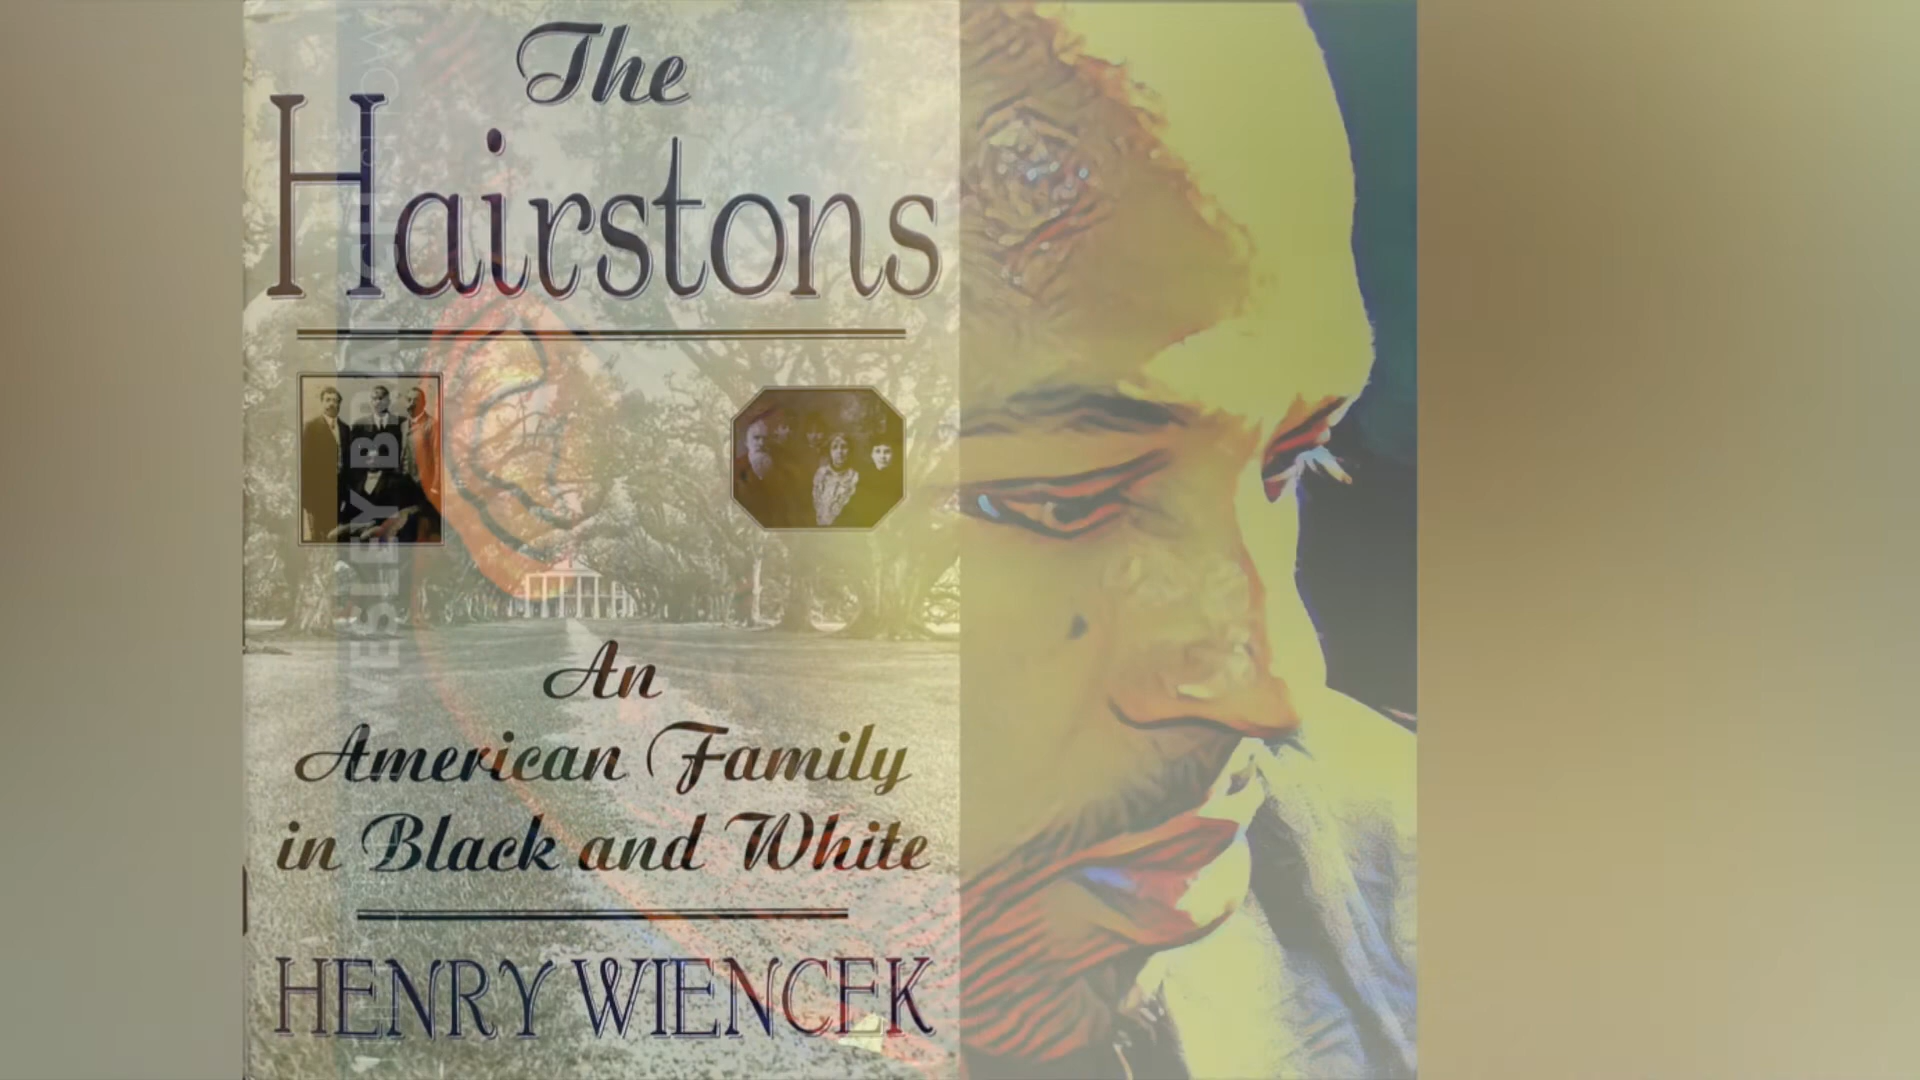 The
Hairstons
An
American Family
in Black and White
HENRY WIENCEK